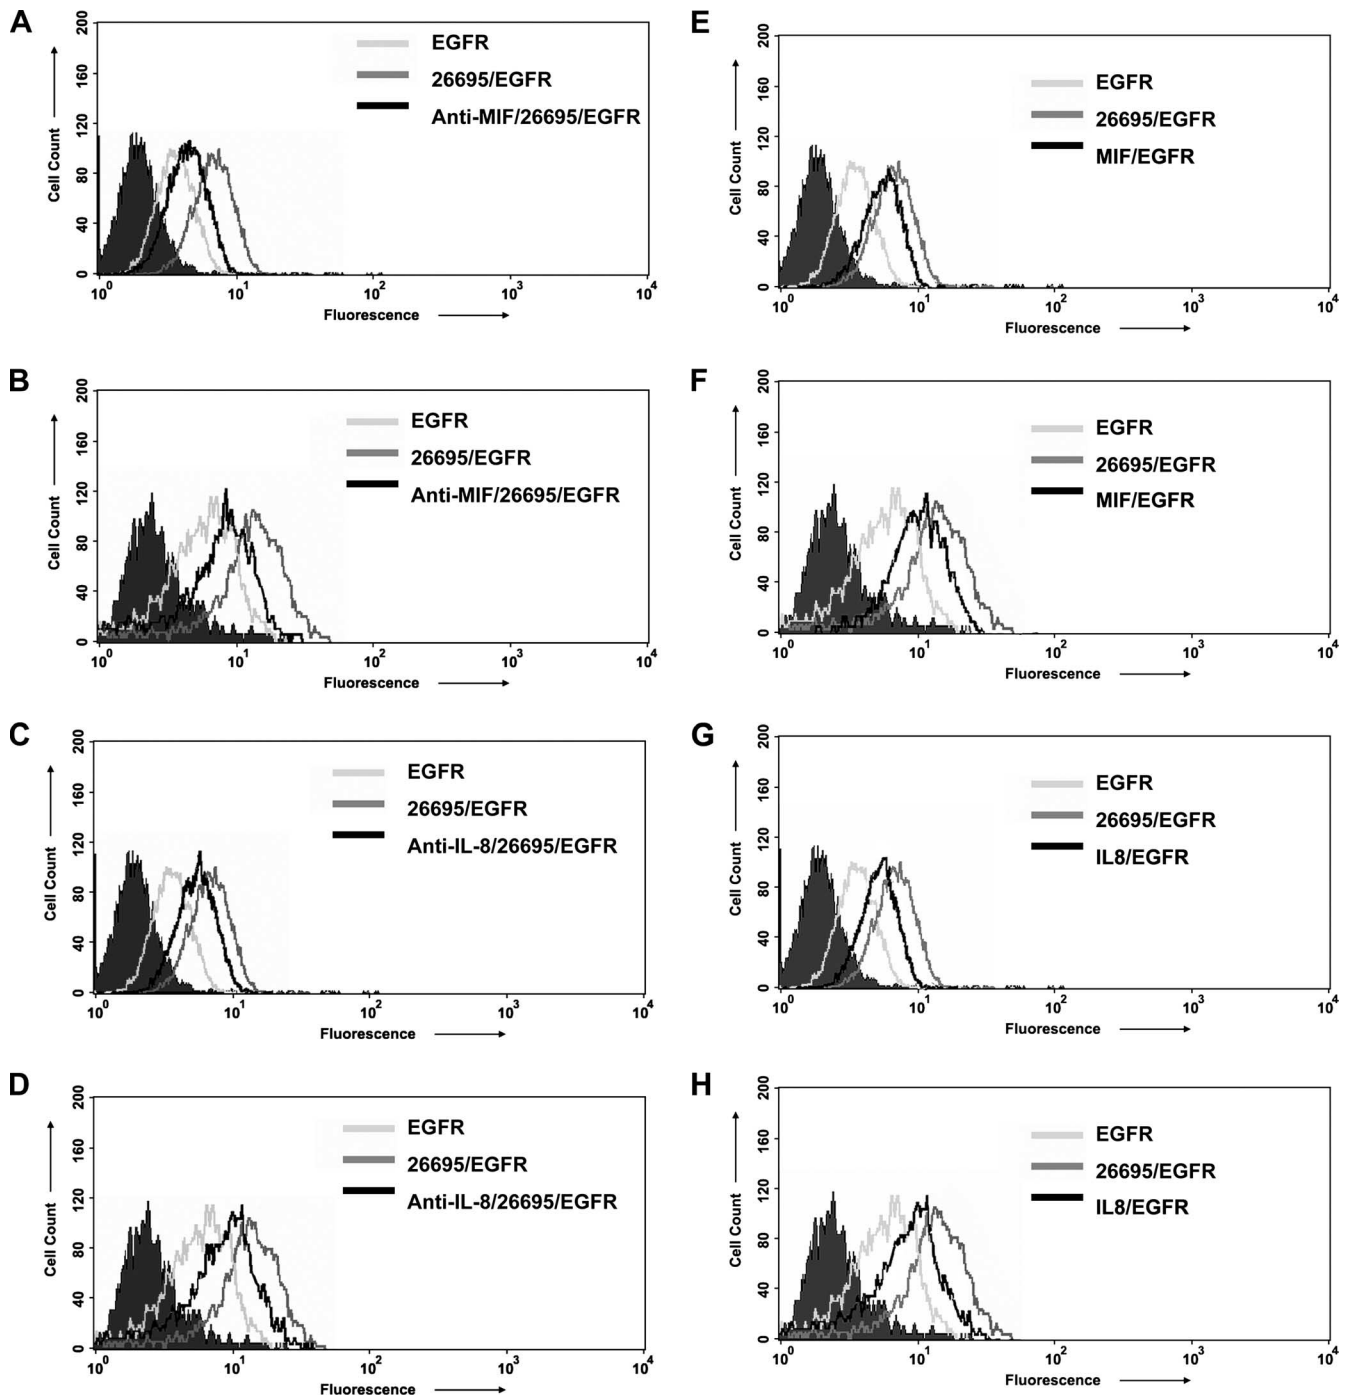 A
200
160
120
80
40
0
Cell Count
EGFR
26695/EGFR
Anti-MIF/26695/EGFR
10^0 10^1 10^2 10^3 10^4
Fluorescence
E
200
160
120
80
40
0
Cell Count
EGFR
26695/EGFR
MIF/EGFR
10^0 10^1 10^2 10^3 10^4
Fluorescence
B
200
160
120
80
40
0
Cell Count
EGFR
26695/EGFR
Anti-MIF/26695/EGFR
10^0 10^1 10^2 10^3 10^4
Fluorescence
F
200
160
120
80
40
0
Cell Count
EGFR
26695/EGFR
MIF/EGFR
10^0 10^1 10^2 10^3 10^4
Fluorescence
C
200
160
120
80
40
0
Cell Count
EGFR
26695/EGFR
Anti-IL-8/26695/EGFR
10^0 10^1 10^2 10^3 10^4
Fluorescence
G
200
160
120
80
40
0
Cell Count
EGFR
26695/EGFR
IL8/EGFR
10^0 10^1 10^2 10^3 10^4
Fluorescence
D
200
160
120
80
40
0
Cell Count
EGFR
26695/EGFR
Anti-IL-8/26695/EGFR
10^0 10^1 10^2 10^3 10^4
Fluorescence
H
200
160
120
80
40
0
Cell Count
EGFR
26695/EGFR
IL8/EGFR
10^0 10^1 10^2 10^3 10^4
Fluorescence